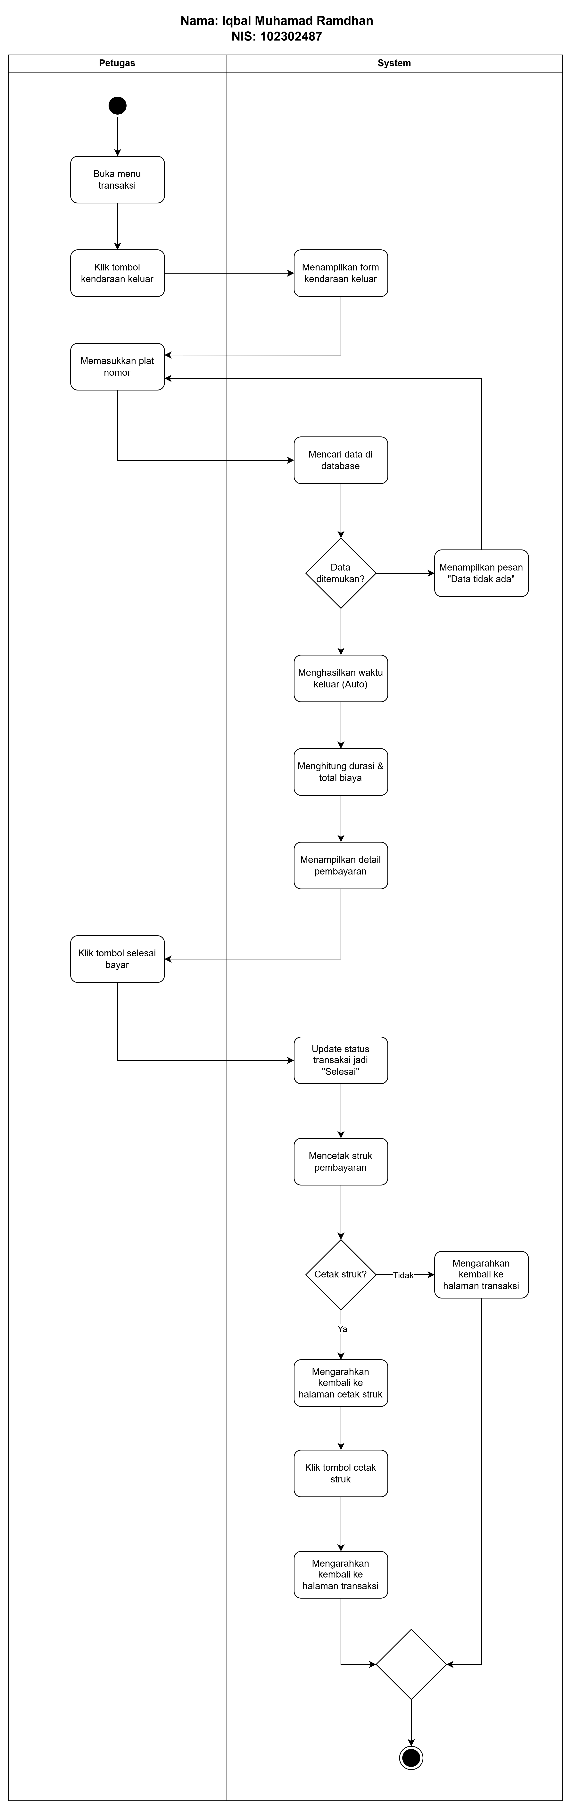 Nama: Iqbal Muhamad Ramdhan
NIS: 102302487
Petugas
System
Buka menu
transaksi
Klik tombol
kendaraan keluar
Menampilkan form
kendaraan keluar
Memasukkan plat
nomor
Mencari data di
database
Data
ditemukan?
Menampilkan pesan
"Data tidak ada"
Menghasilkan waktu
keluar (Auto)
Menghitung durasi &
total biaya
Menampilkan detail
pembayaran
Klik tombol selesai
bayar
Update status
transaksi jadi
"Selesai"
Mencetak struk
pembayaran
Cetak struk?
Tidak
Mengarahkan
kembali ke
halaman transaksi
Ya
Mengarahkan
kembali ke
halaman cetak struk
Klik tombol cetak
struk
Mengarahkan
kembali ke
halaman transaksi